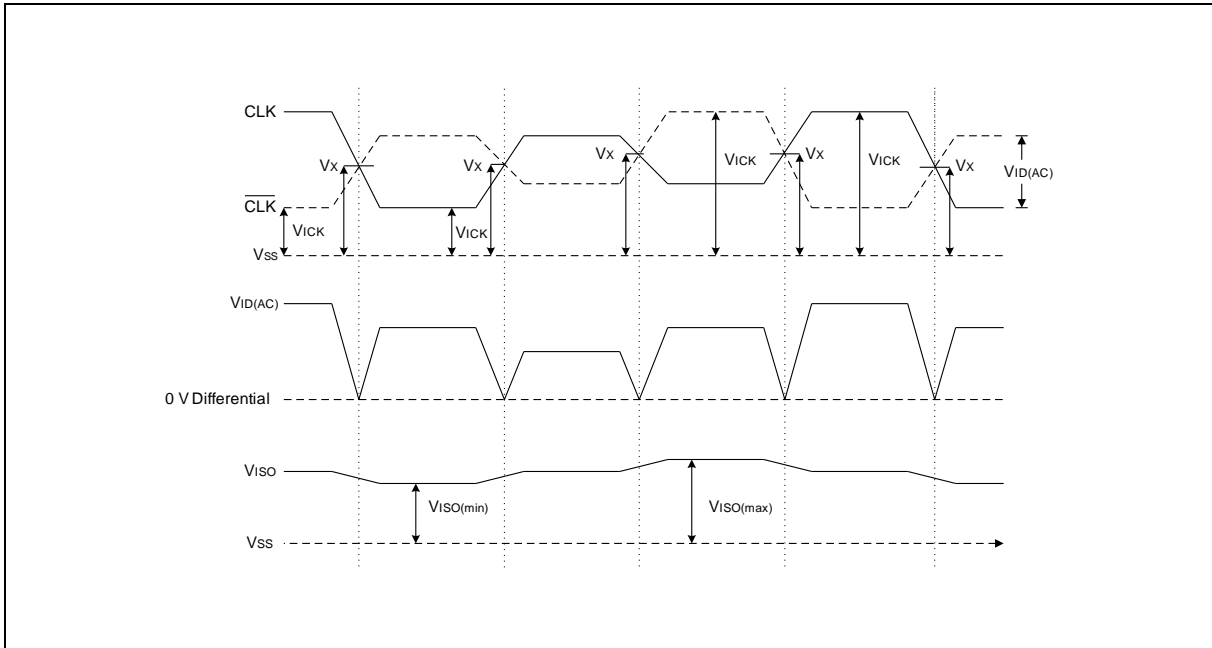 CLK
VX
VX
VX
VICK
VX
VICK
VX
VID(AC)
CLK
VICK
VICK
VSS
VID(AC)
0 V Differential
VISO
VISO(min)
VISO(max)
VSS